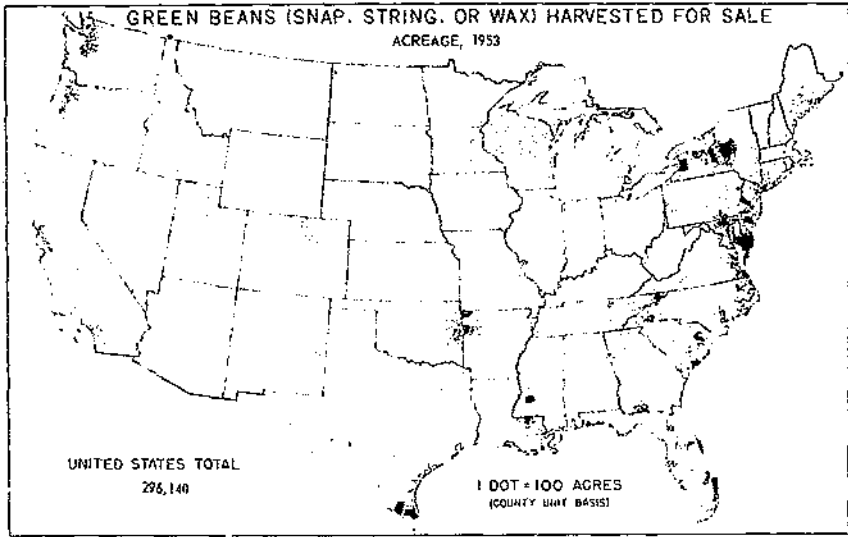 GREEN BEANS (SNAP. STRING. OR WAX) HARVESTED FOR SALE
ACREAGE, 1953
UNITED STATES TOTAL
296,140
1 DOT = 100 ACRES
(COUNTY UNIT BASIS)